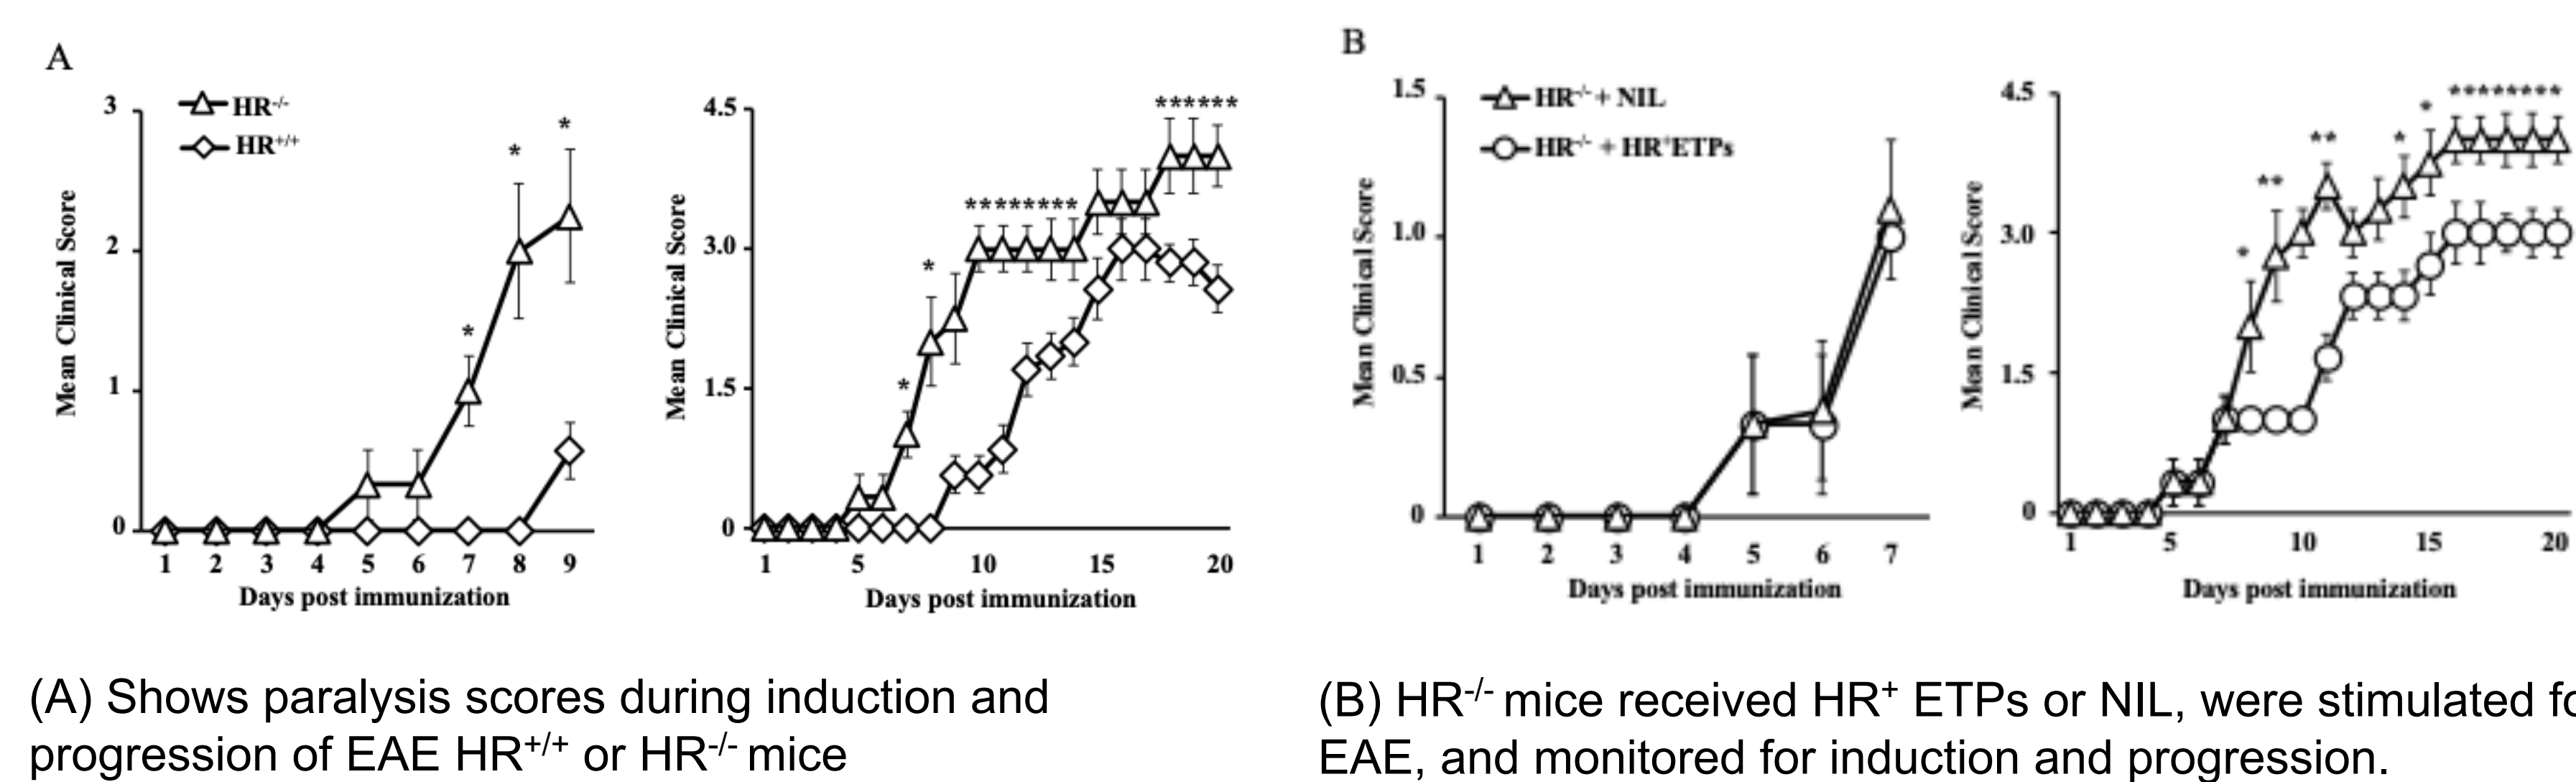 A
3
2
1
0
HR-/-
HR+/+
*
*
*
Mean Clinical Score
1 2 3 4 5 6 7 8 9
Days post immunization
4.5
3.0
1.5
0
******
********
*
*
Mean Clinical Score
1 5 10 15 20
Days post immunization
B
1.5
1.0
0.5
0
HR-/- + NIL
HR-/- + HR+ETPs
Mean Clinical Score
1 2 3 4 5 6 7
Days post immunization
4.5
3.0
1.5
0
********
*
*
**
**
*
Mean Clinical Score
1 5 10 15 20
Days post immunization
(A) Shows paralysis scores during induction and
progression of EAE HR+/+ or HR-/- mice
(B) HR-/- mice received HR+ ETPs or NIL, were stimulated fo
EAE, and monitored for induction and progression.